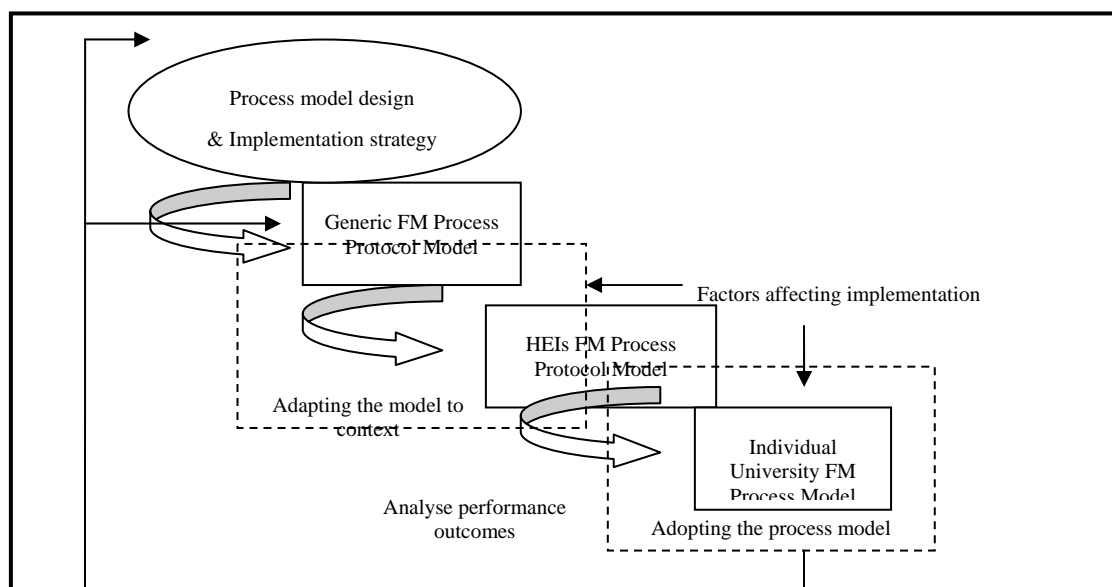 Process model design
& Implementation strategy
Generic FM Process
Protocol Model
Factors affecting implementation
HEIs FM Process
Protocol Model
Adapting the model to
context
Individual
University FM
Process Model
Analyse performance
outcomes
Adopting the process model